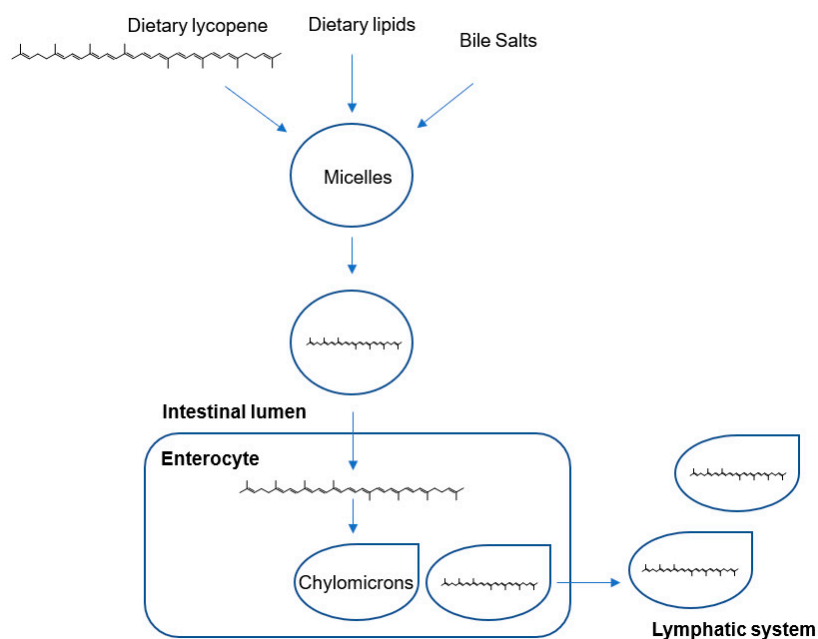 Dietary lycopene
Dietary lipids
Bile Salts
Micelles
Intestinal lumen
Enterocyte
Chylomicrons
Lymphatic system